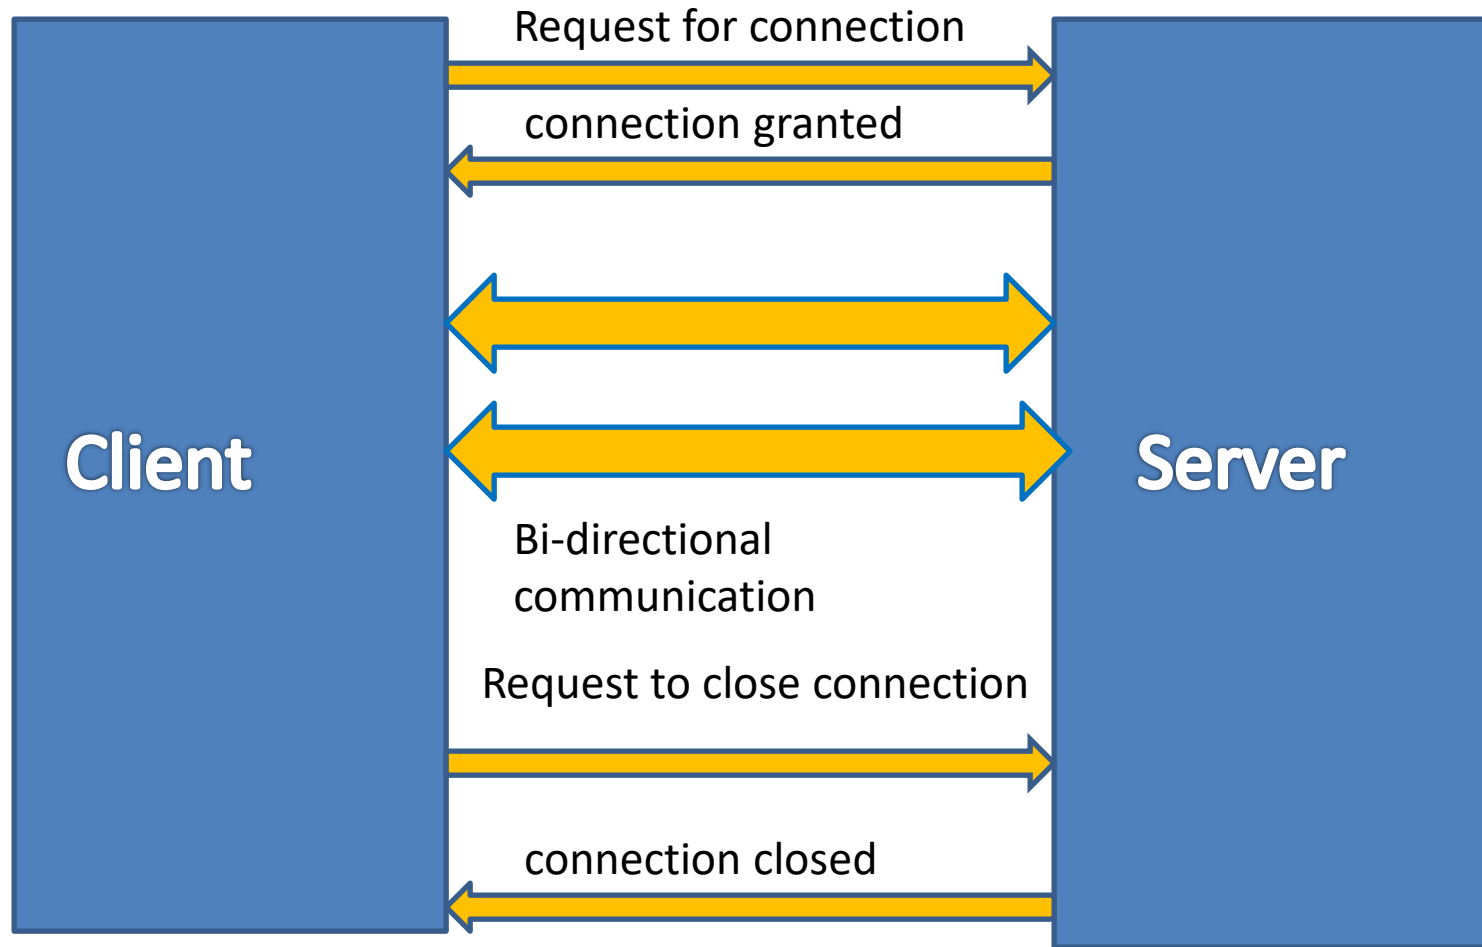 Request for connection
connection granted
Client
Server
Bi-directional
communication
Request to close connection
connection closed